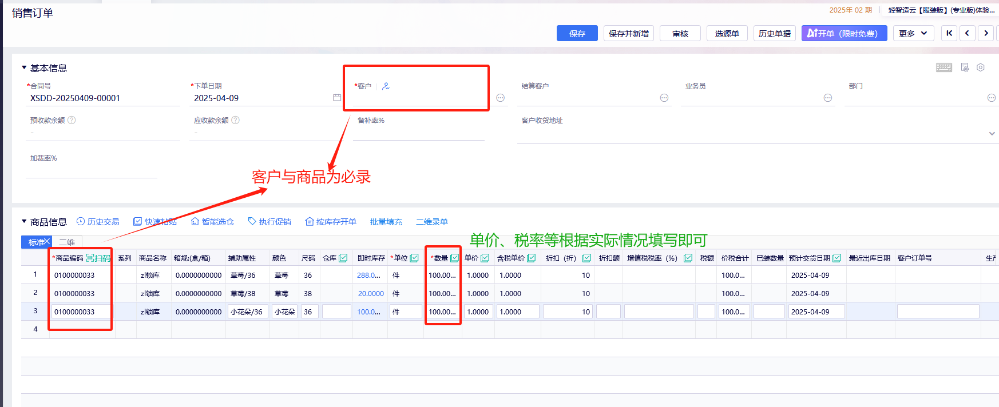 销售订单
2025年 02 期 轻智造云【服装版】(专业版)体验...
保存 保存并新增 审核 选源单 历史单据 Ai开单（限时免费） 更多
基本信息
*合同号 *下单日期 *客户 结算客户 业务员 部门
XSDD-20250409-00001 2025-04-09
预收款余额 应收款余额 备补率% 客户收货地址
- -
加裁率%
客户与商品为必录
商品信息 历史交易 快速粘贴 智能选仓 执行促销 按库存开单 批量填充 二维录单
标准 二维
单价、税率等根据实际情况填写即可
*商品编码 扫码 系列 商品名称 箱规:(盒/箱) 辅助属性 颜色 尺码 仓库 即时库存 *单位 *数量 单价 含税单价 折扣（折） 折扣额 增值税税率（%） 税额 价税合计 已装数量 预计交货日期 最近出库日期 客户订单号
1 0100000033 zl锁库 0.0000000000 草莓/36 草莓 36 288.0... 件 100.00... 1.0000 1.0000 10 100.0... 2025-04-09
2 0100000033 zl锁库 0.0000000000 草莓/38 草莓 38 20.0000 件 100.00... 1.0000 1.0000 10 100.0... 2025-04-09
3 0100000033 zl锁库 0.0000000000 小花朵/36 小花朵 36 100.0... 件 100.00... 1.0000 1.0000 10 100.0... 2025-04-09
4